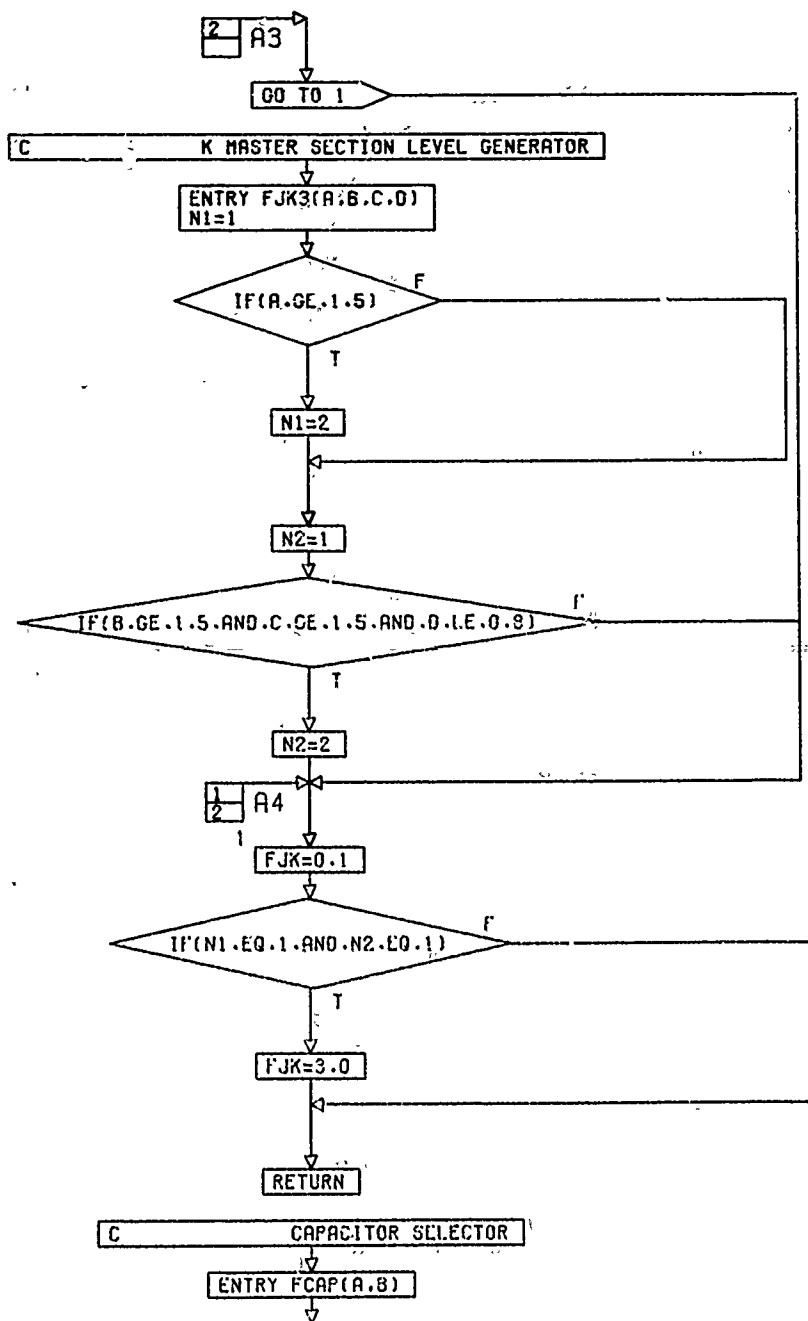 2
A3
GO TO 1
C K MASTER SECTION LEVEL GENERATOR
ENTRY FJK3(A,B,C,D)
N1=1
IF(A.GE.1.5)
F
T
N1=2
N2=1
IF(B.GE.1.5.AND.C.GE.1.5.AND.D.LE.0.8)
F
T
N2=2
1
2
A4
1
FJK=0.1
IF(N1.EQ.1.AND.N2.EQ.1)
F
T
FJK=3.0
RETURN
C CAPACITOR SELECTOR
ENTRY FCAP(A,B)